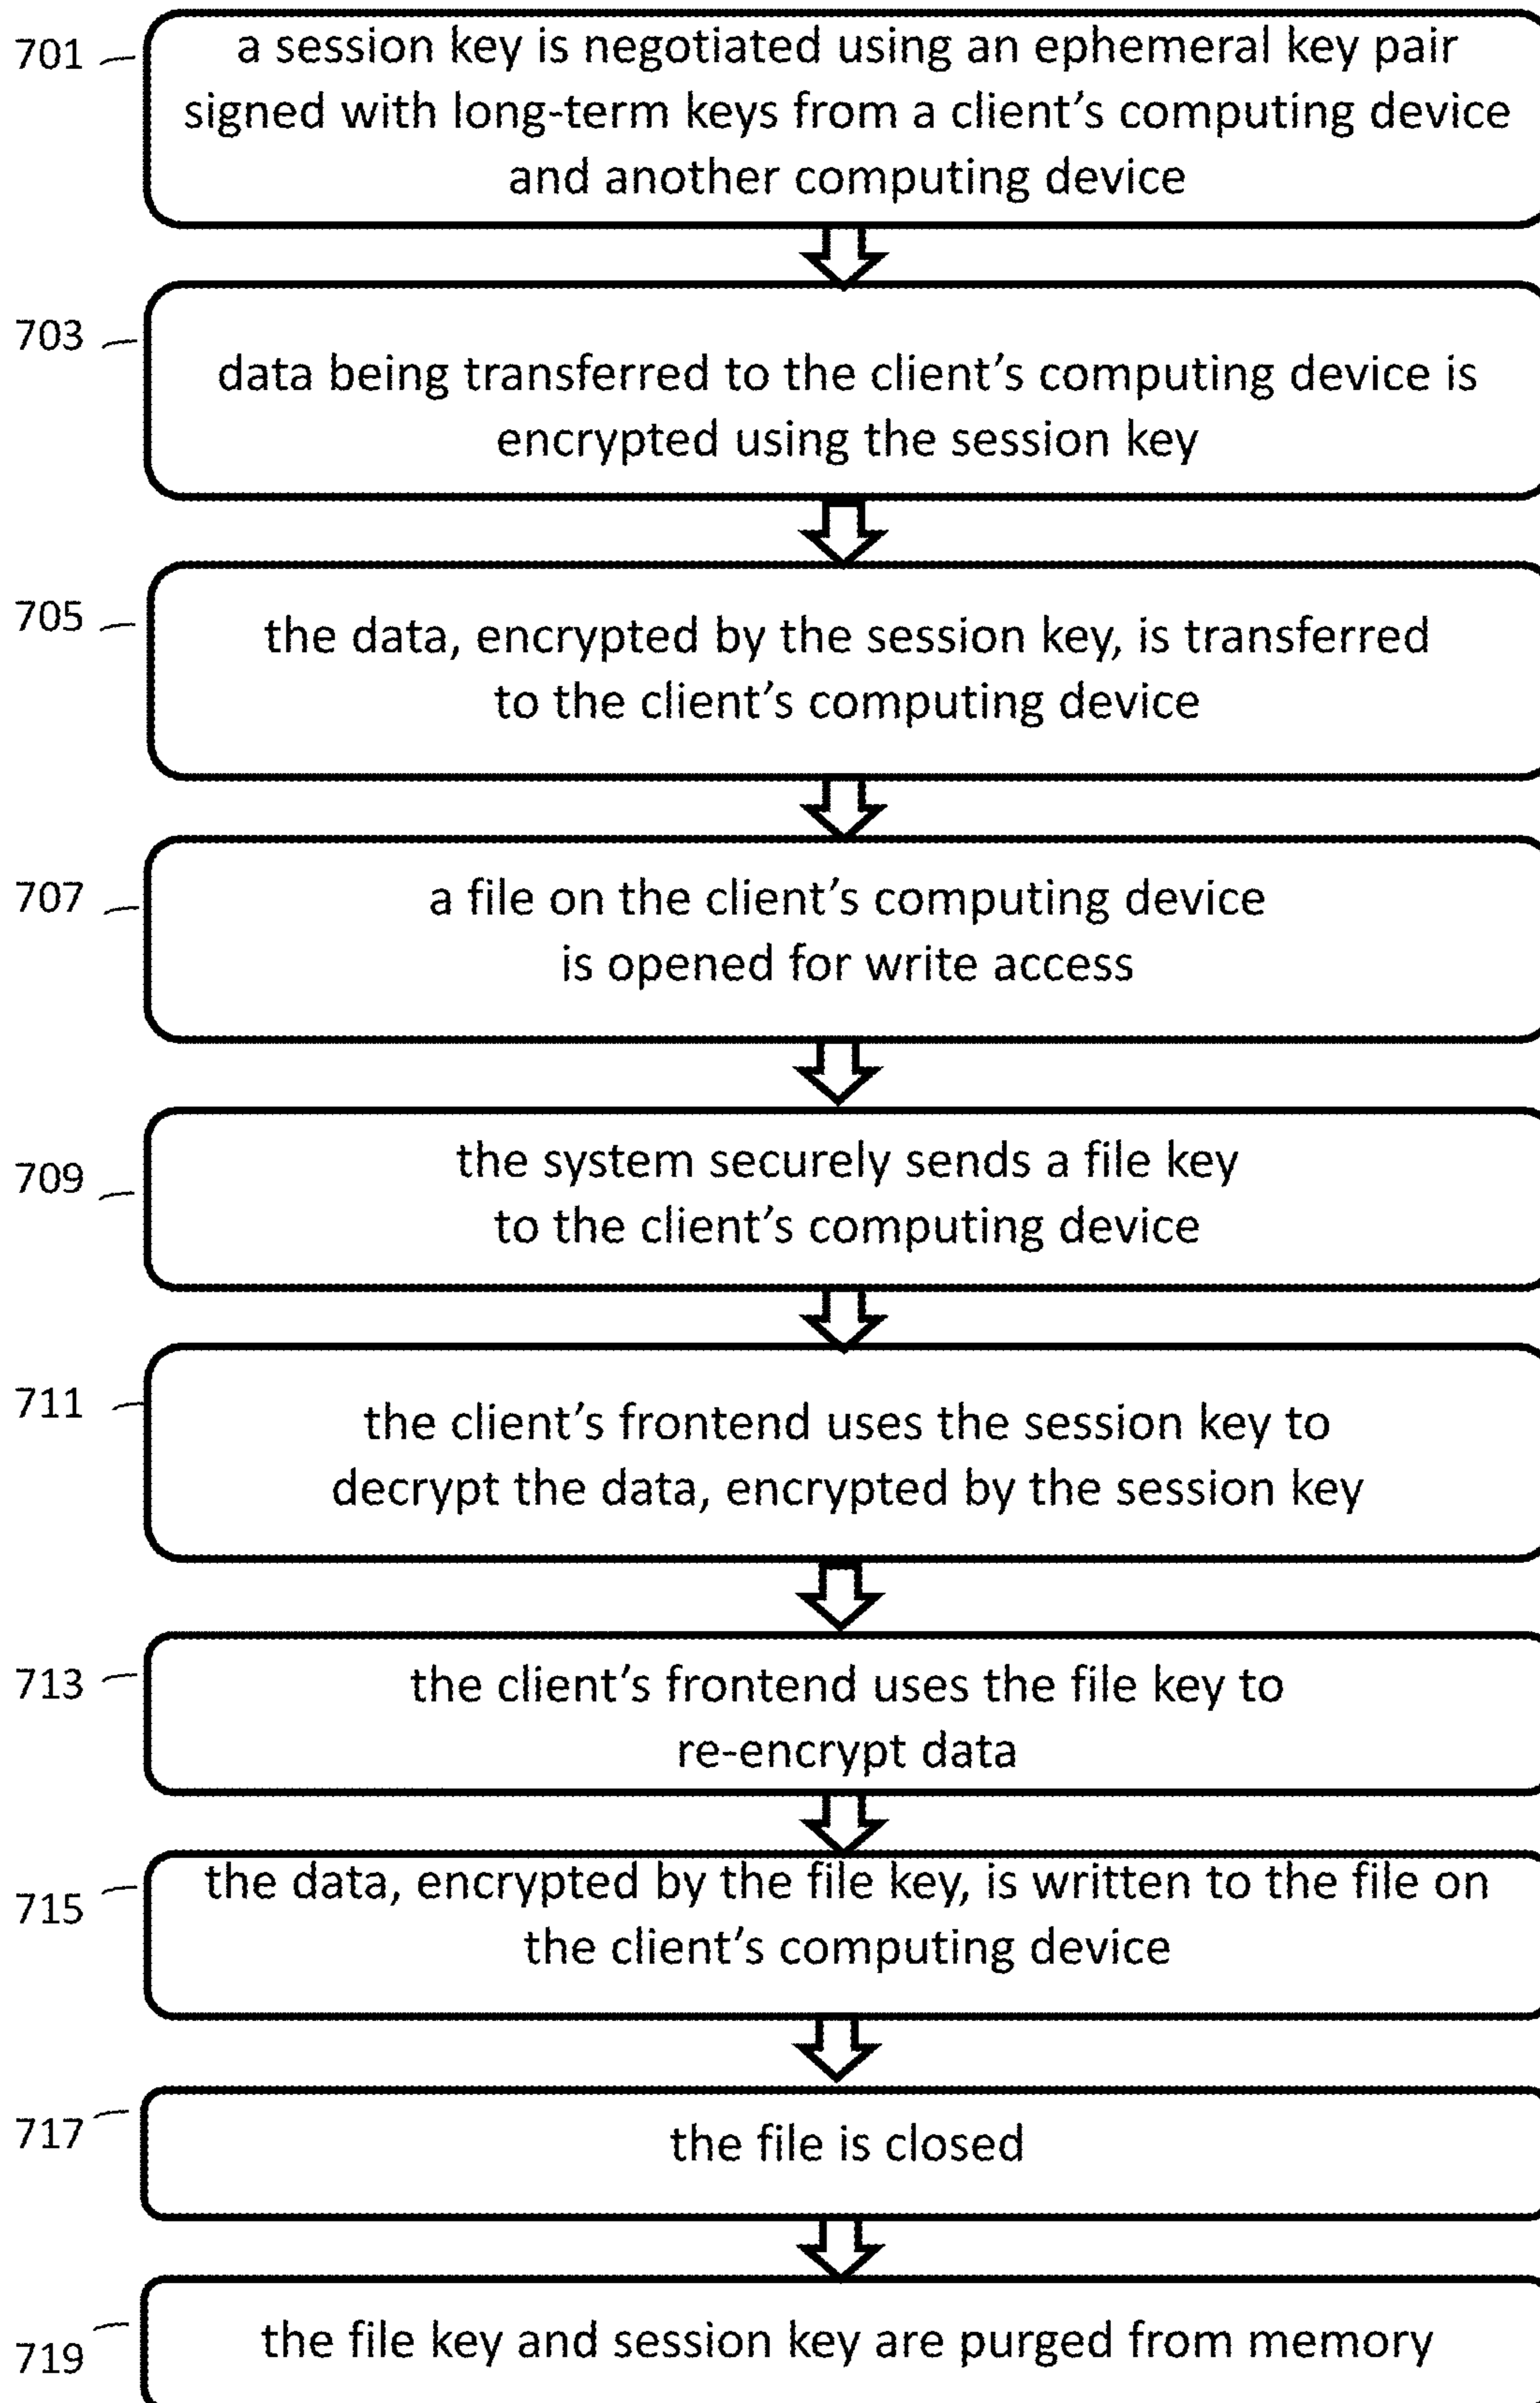 701
a session key is negotiated using an ephemeral key pair
signed with long-term keys from a client's computing device
and another computing device
703
data being transferred to the client's computing device is
encrypted using the session key
705
the data, encrypted by the session key, is transferred
to the client's computing device
707
a file on the client's computing device
is opened for write access
709
the system securely sends a file key
to the client's computing device
711
the client's frontend uses the session key to
decrypt the data, encrypted by the session key
713
the client's frontend uses the file key to
re-encrypt data
715
the data, encrypted by the file key, is written to the file on
the client's computing device
717
the file is closed
719
the file key and session key are purged from memory